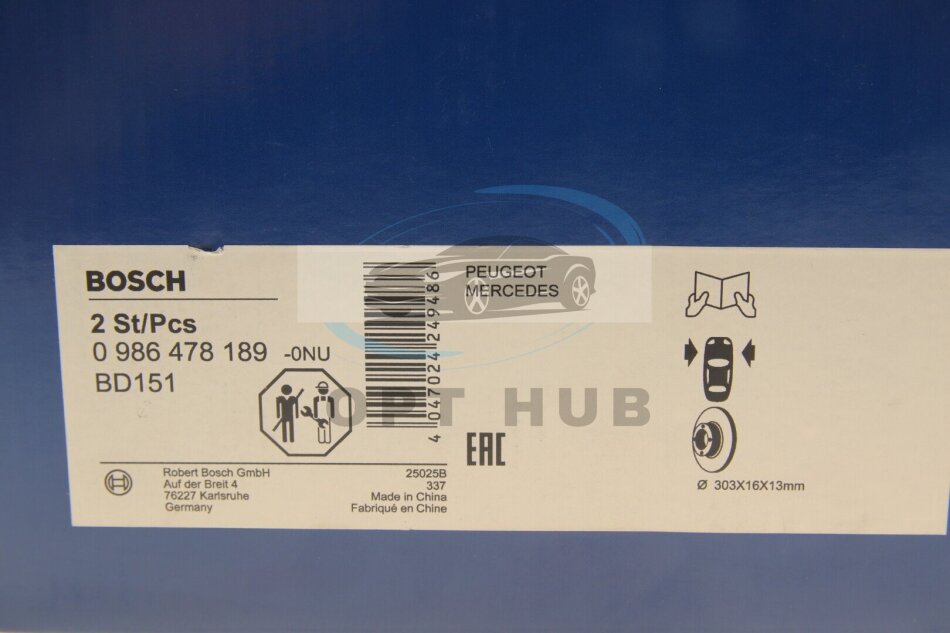 BOSCH
2 St/Pcs
0 986 478 189 -0NU
BD151
4 047024 249486
PEUGEOT
MERCEDES
OPT HUB
EAC
Ø 303X16X13mm
Robert Bosch GmbH
Auf der Breit 4
76227 Karlsruhe
Germany
25025B
337
Made in China
Fabriqué en Chine